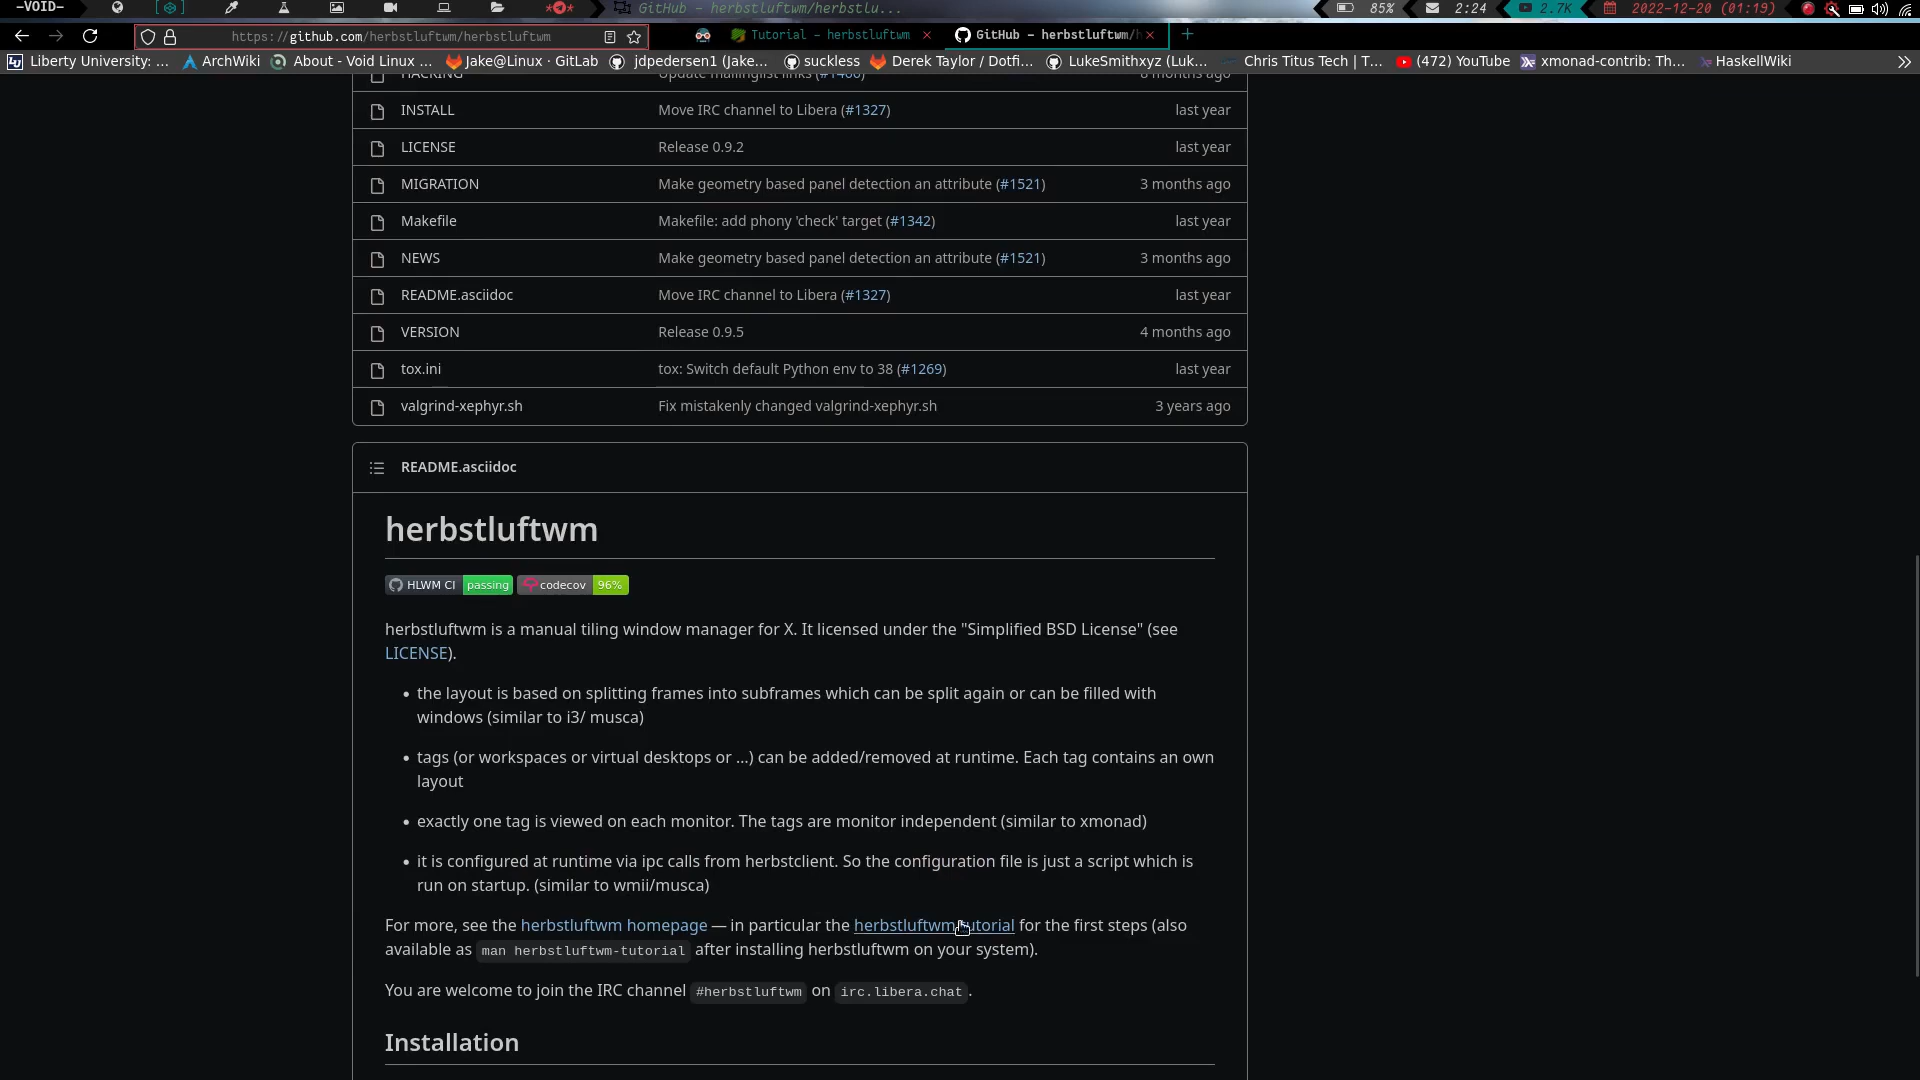 -VOID-
GitHub - herbstluftwm/herbstlu...
85%
2:24
2.7K
2022-12-20 (01:19)
https://github.com/herbstluftwm/herbstluftwm
Tutorial - herbstluftwm
GitHub - herbstluftwm/h
Liberty University: ...
ArchWiki
About - Void Linux ...
Jake@Linux · GitLab
jdpedersen1 (Jake...
suckless
Derek Taylor / Dotfi...
LukeSmithxyz (Luk...
Chris Titus Tech | T...
(472) YouTube
xmonad-contrib: Th...
HaskellWiki
HACKING Update mailinglist links (#1460) 8 months ago
INSTALL Move IRC channel to Libera (#1327) last year
LICENSE Release 0.9.2 last year
MIGRATION Make geometry based panel detection an attribute (#1521) 3 months ago
Makefile Makefile: add phony 'check' target (#1342) last year
NEWS Make geometry based panel detection an attribute (#1521) 3 months ago
README.asciidoc Move IRC channel to Libera (#1327) last year
VERSION Release 0.9.5 4 months ago
tox.ini tox: Switch default Python env to 38 (#1269) last year
valgrind-xephyr.sh Fix mistakenly changed valgrind-xephyr.sh 3 years ago
README.asciidoc
herbstluftwm
HLWM CI passing codecov 96%
herbstluftwm is a manual tiling window manager for X. It licensed under the "Simplified BSD License" (see
LICENSE).
• the layout is based on splitting frames into subframes which can be split again or can be filled with
windows (similar to i3/ musca)
• tags (or workspaces or virtual desktops or …) can be added/removed at runtime. Each tag contains an own
layout
• exactly one tag is viewed on each monitor. The tags are monitor independent (similar to xmonad)
• it is configured at runtime via ipc calls from herbstclient. So the configuration file is just a script which is
run on startup. (similar to wmii/musca)
For more, see the herbstluftwm homepage — in particular the herbstluftwm tutorial for the first steps (also
available as man herbstluftwm-tutorial after installing herbstluftwm on your system).
You are welcome to join the IRC channel #herbstluftwm on irc.libera.chat.
Installation